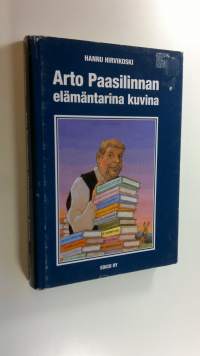 HANNU HIRVIKOSKI
Arto Paasilinnan
elämäntarina kuvina